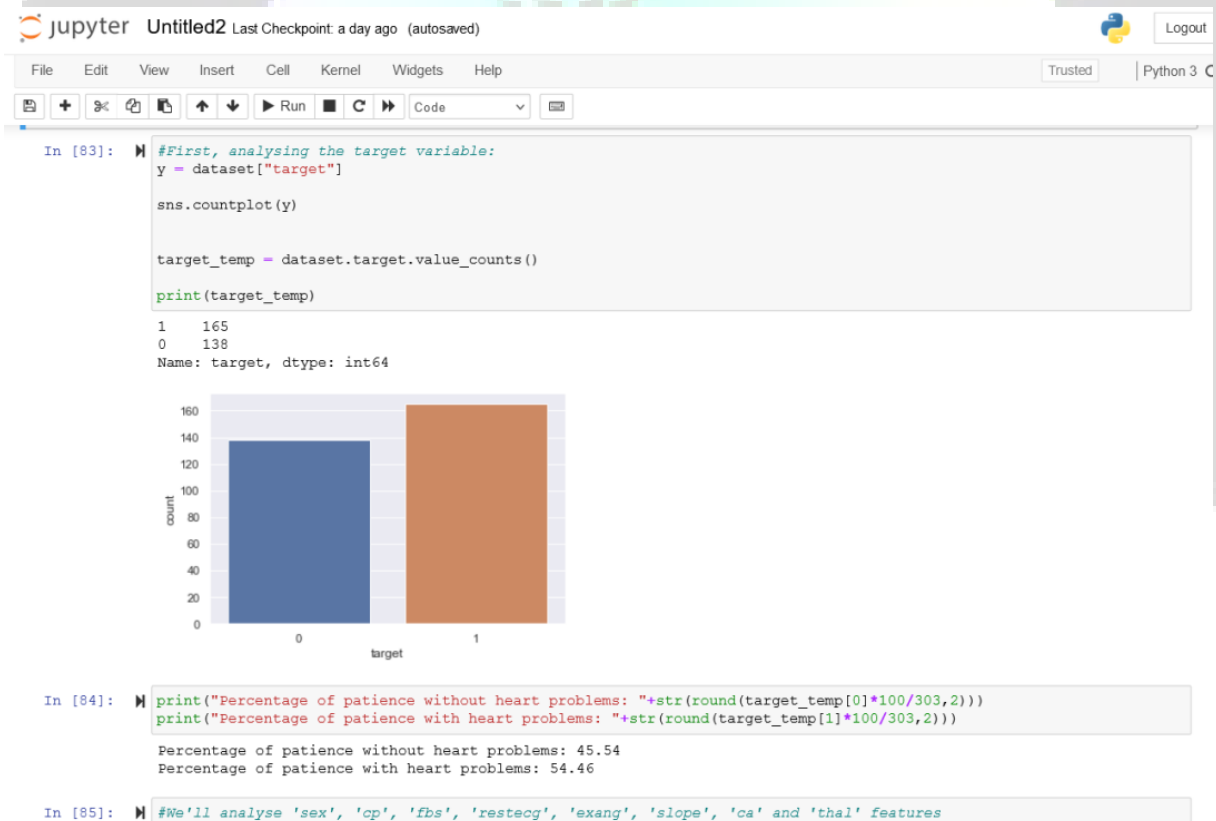 jupyter Untitled2 Last Checkpoint: a day ago (autosaved)
Logout
File Edit View Insert Cell Kernel Widgets Help
Trusted
Python 3
Run
Code
In [83]:
#First, analysing the target variable:
y = dataset["target"]
sns.countplot(y)
target_temp = dataset.target.value_counts()
print(target_temp)
1 165
0 138
Name: target, dtype: int64
160
140
120
100
80
60
40
20
0
count
0 1
target
In [84]:
print("Percentage of patience without heart problems: "+str(round(target_temp[0]*100/303,2)))
print("Percentage of patience with heart problems: "+str(round(target_temp[1]*100/303,2)))
Percentage of patience without heart problems: 45.54
Percentage of patience with heart problems: 54.46
In [85]:
#We'll analyse 'sex', 'cp', 'fbs', 'restecg', 'exang', 'slope', 'ca' and 'thal' features